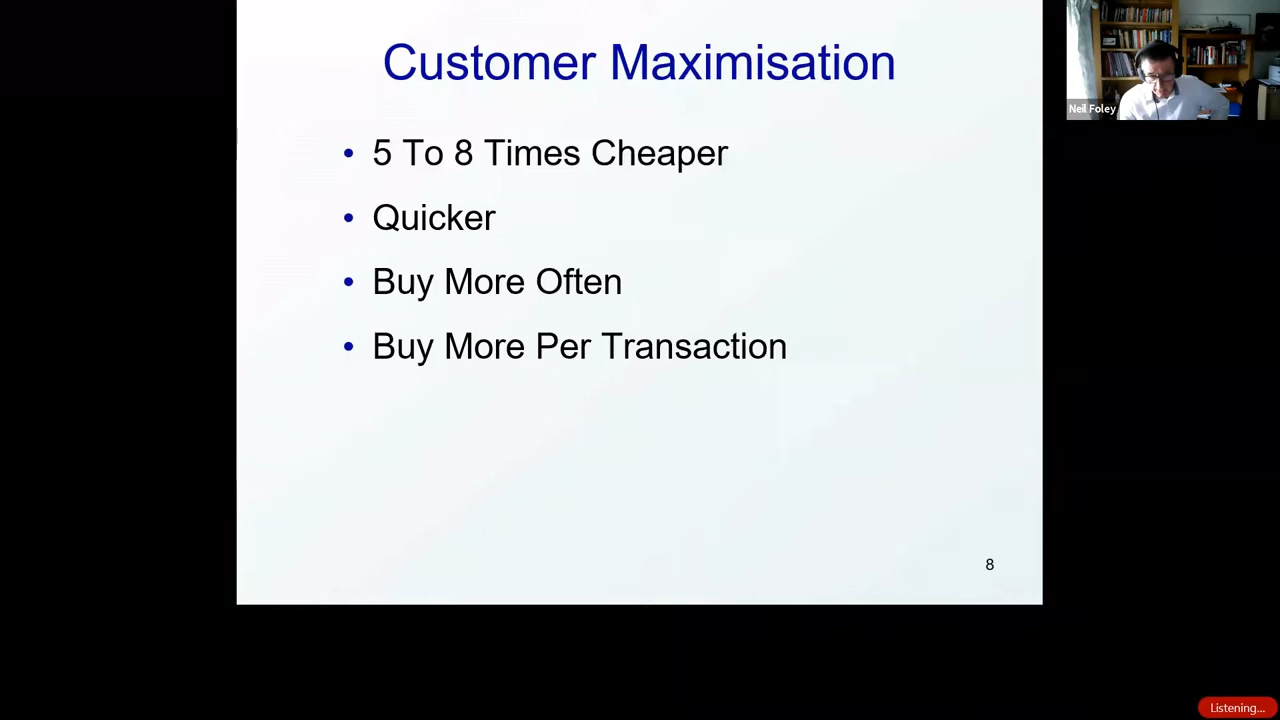 Customer Maximisation
• 5 To 8 Times Cheaper
• Quicker
• Buy More Often
• Buy More Per Transaction
8
Neil Foley
Listening...